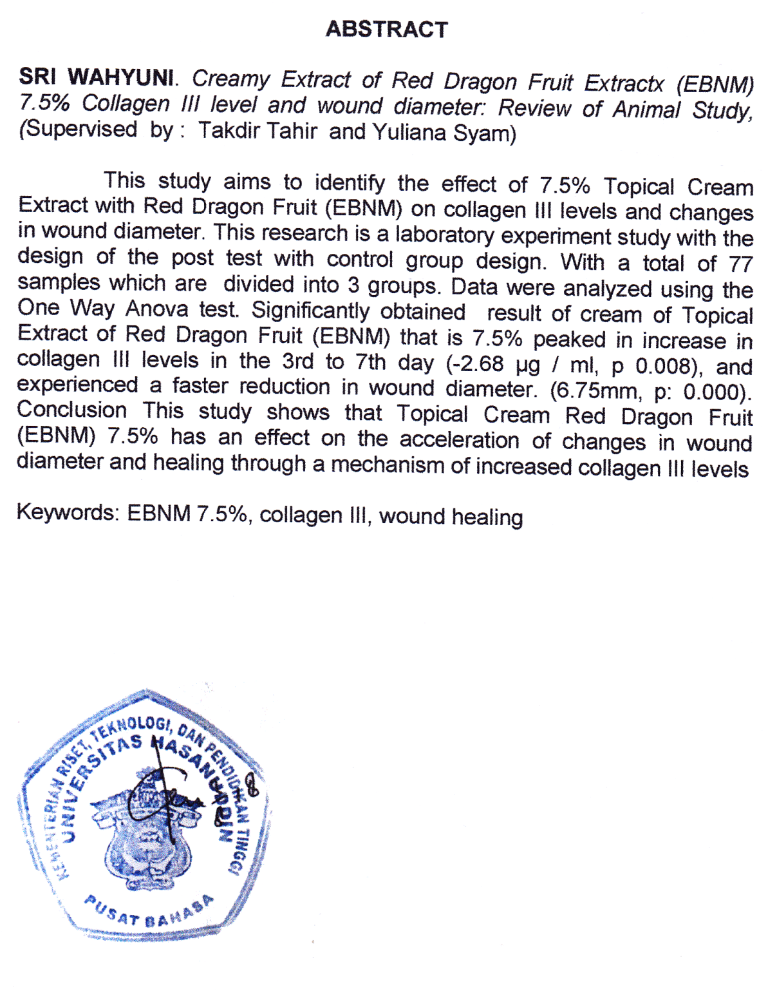 ABSTRACT
SRI WAHYUNI. Creamy Extract of Red Dragon Fruit Extractx (EBNM)
7.5% Collagen III level and wound diameter: Review of Animal Study,
(Supervised by : Takdir Tahir and Yuliana Syam)
This study aims to identify the effect of 7.5% Topical Cream
Extract with Red Dragon Fruit (EBNM) on collagen III levels and changes
in wound diameter. This research is a laboratory experiment study with the
design of the post test with control group design. With a total of 77
samples which are divided into 3 groups. Data were analyzed using the
One Way Anova test. Significantly obtained result of cream of Topical
Extract of Red Dragon Fruit (EBNM) that is 7.5% peaked in increase in
collagen III levels in the 3rd to 7th day (-2.68 µg / ml, p 0.008), and
experienced a faster reduction in wound diameter. (6.75mm, p: 0.000).
Conclusion This study shows that Topical Cream Red Dragon Fruit
(EBNM) 7.5% has an effect on the acceleration of changes in wound
diameter and healing through a mechanism of increased collagen III levels
Keywords: EBNM 7.5%, collagen III, wound healing
KEMENTERIAN RISET, TEKNOLOGI, DAN PENDIDIKAN TINGGI
UNIVERSITAS HASANUDDIN
PUSAT BAHASA